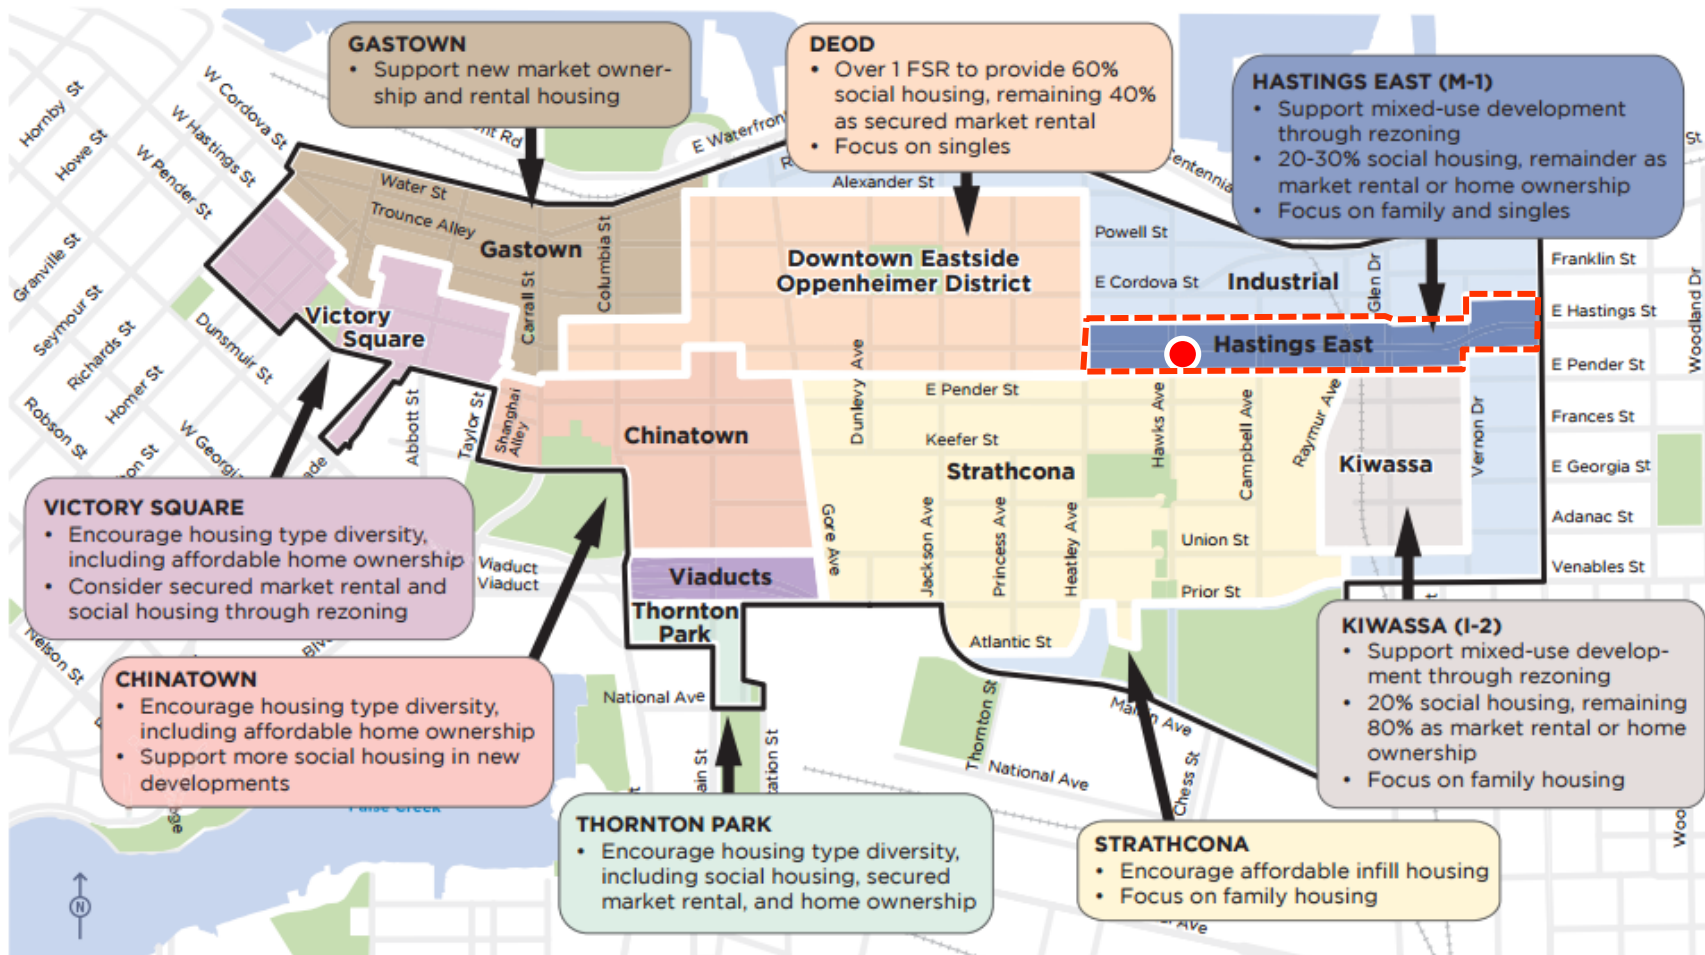 GASTOWN
• Support new market owner-
ship and rental housing
DEOD
• Over 1 FSR to provide 60%
social housing, remaining 40%
as secured market rental
• Focus on singles
HASTINGS EAST (M-1)
• Support mixed-use development
through rezoning
• 20-30% social housing, remainder as
market rental or home ownership
• Focus on family and singles
Hornby St
Howe St
W Cordova St
W Hastings St
W Pender St
Granville St
Seymour St
Richards St
Homer St
Robson St
Dunsmuir St
Nelson St
Rd
E Waterfront
St
Water St
Trounce Alley
Gastown
Carrall St
Columbia St
Alexander St
Powell St
E Cordova St
Industrial
Glen Dr
Franklin St
E Hastings St
E Pender St
Frances St
E Georgia St
Adanac St
Venables St
Woodland Dr
Downtown Eastside
Oppenheimer District
Hastings East
Victory
Square
Abbott St
Taylor St
Shanghai
Alley
Chinatown
Dunlevy Ave
E Pender St
Keefer St
Strathcona
Hawks Ave
Campbell Ave
Raymur Ave
Kiwassa
Vernon Dr
Gore Ave
Jackson Ave
Princess Ave
Heatley Ave
Union St
Prior St
Atlantic St
Viaduct
Viaduct
Viaducts
Thornton
Park
National Ave
Thornton St
National Ave
Chess St
False Creek
N
VICTORY SQUARE
• Encourage housing type diversity,
including affordable home ownership
• Consider secured market rental and
social housing through rezoning
CHINATOWN
• Encourage housing type diversity,
including affordable home ownership
• Support more social housing in new
developments
THORNTON PARK
• Encourage housing type diversity,
including social housing, secured
market rental, and home ownership
STRATHCONA
• Encourage affordable infill housing
• Focus on family housing
KIWASSA (I-2)
• Support mixed-use develop-
ment through rezoning
• 20% social housing, remaining
80% as market rental or home
ownership
• Focus on family housing